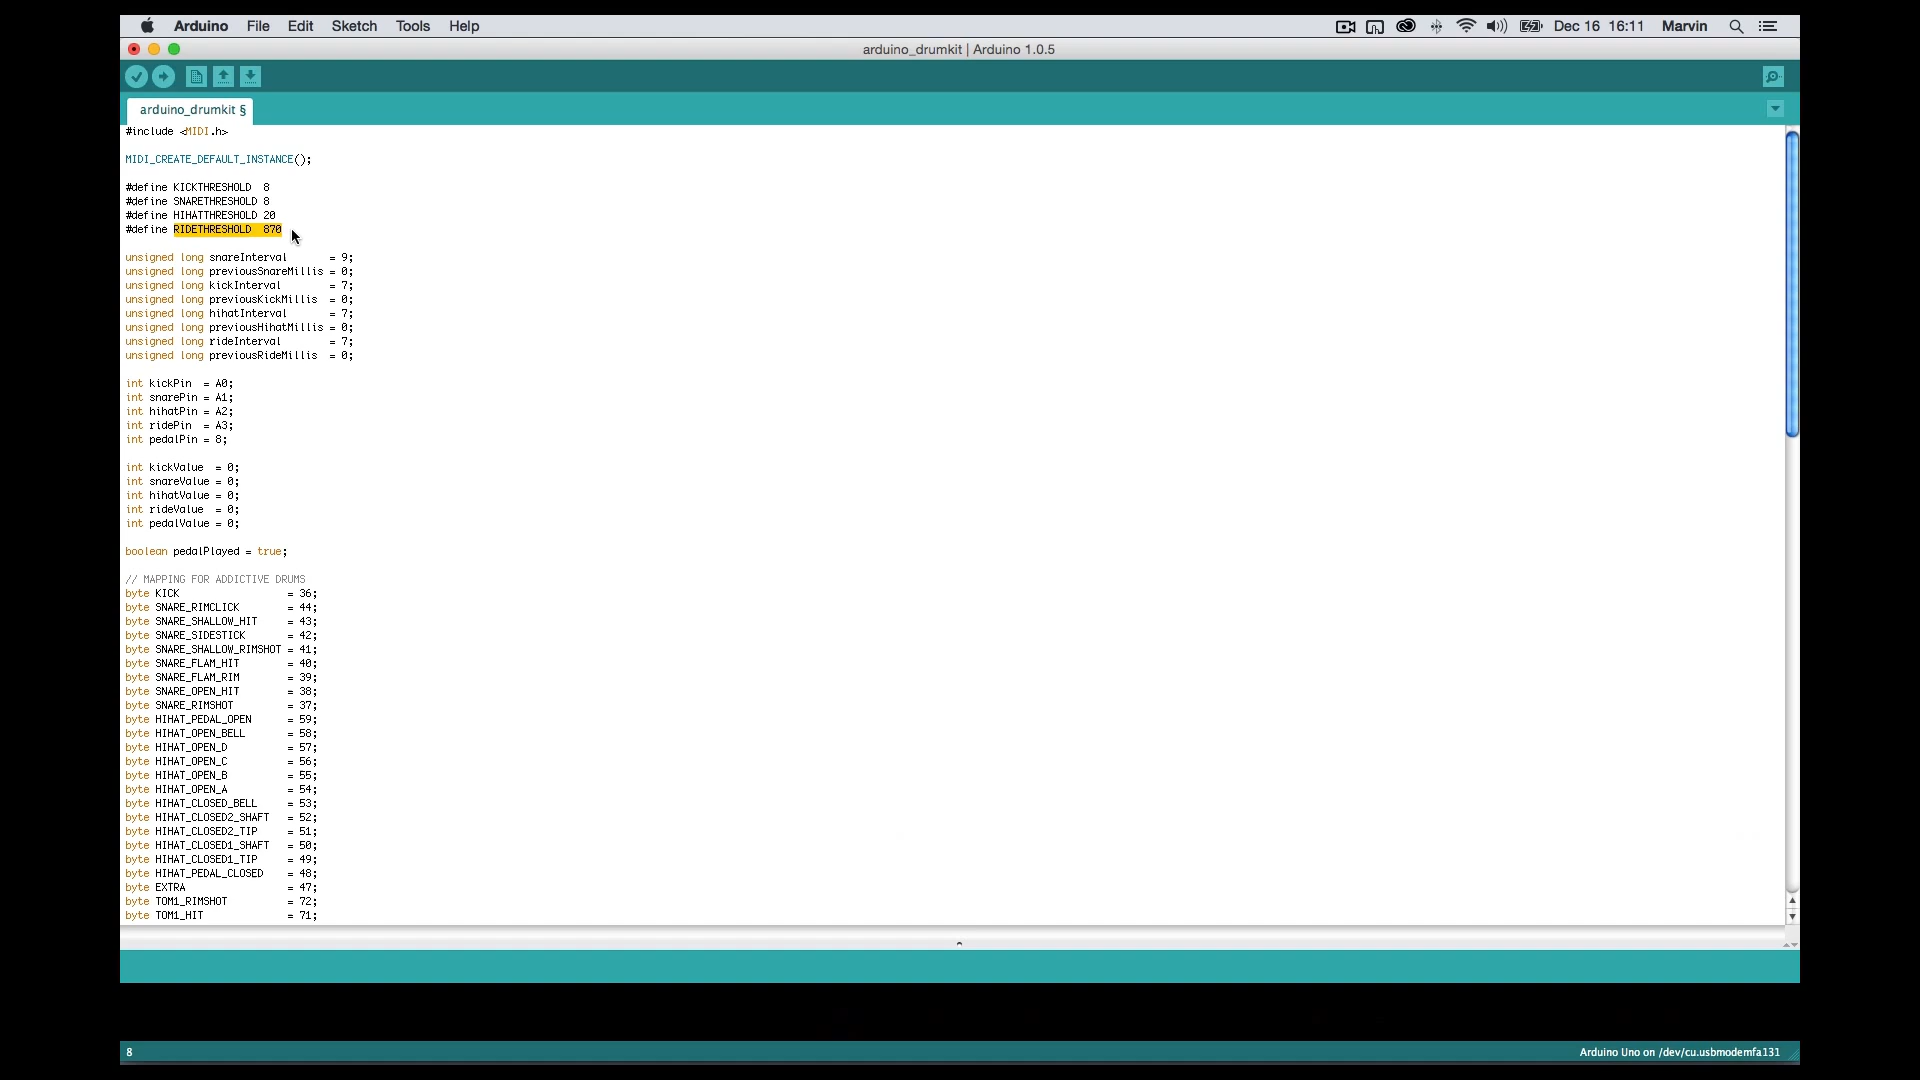 Arduino File Edit Sketch Tools Help Dec 16 16:11 Marvin
arduino_drumkit | Arduino 1.0.5
arduino_drumkit §
#include <MIDI.h>
MIDI_CREATE_DEFAULT_INSTANCE();
#define KICKTHRESHOLD  8
#define SNARETHRESHOLD 8
#define HIHATTHRESHOLD 20
#define RIDETHRESHOLD  870
unsigned long snareInterval       = 9;
unsigned long previousSnareMillis = 0;
unsigned long kickInterval        = 7;
unsigned long previousKickMillis  = 0;
unsigned long hihatInterval       = 7;
unsigned long previousHihatMillis = 0;
unsigned long rideInterval        = 7;
unsigned long previousRideMillis  = 0;
int kickPin  = A0;
int snarePin = A1;
int hihatPin = A2;
int ridePin  = A3;
int pedalPin = 8;
int kickValue  = 0;
int snareValue = 0;
int hihatValue = 0;
int rideValue  = 0;
int pedalValue = 0;
boolean pedalPlayed = true;
// MAPPING FOR ADDICTIVE DRUMS
byte KICK                  = 36;
byte SNARE_RIMCLICK        = 44;
byte SNARE_SHALLOW_HIT     = 43;
byte SNARE_SIDESTICK       = 42;
byte SNARE_SHALLOW_RIMSHOT = 41;
byte SNARE_FLAM_HIT        = 40;
byte SNARE_FLAM_RIM        = 39;
byte SNARE_OPEN_HIT        = 38;
byte SNARE_RIMSHOT         = 37;
byte HIHAT_PEDAL_OPEN      = 59;
byte HIHAT_OPEN_BELL       = 58;
byte HIHAT_OPEN_D          = 57;
byte HIHAT_OPEN_C          = 56;
byte HIHAT_OPEN_B          = 55;
byte HIHAT_OPEN_A          = 54;
byte HIHAT_CLOSED_BELL     = 53;
byte HIHAT_CLOSED2_SHAFT   = 52;
byte HIHAT_CLOSED2_TIP     = 51;
byte HIHAT_CLOSED1_SHAFT   = 50;
byte HIHAT_CLOSED1_TIP     = 49;
byte HIHAT_PEDAL_CLOSED    = 48;
byte EXTRA                 = 47;
byte TOM1_RIMSHOT          = 72;
byte TOM1_HIT              = 71;
8 Arduino Uno on /dev/cu.usbmodemfa131